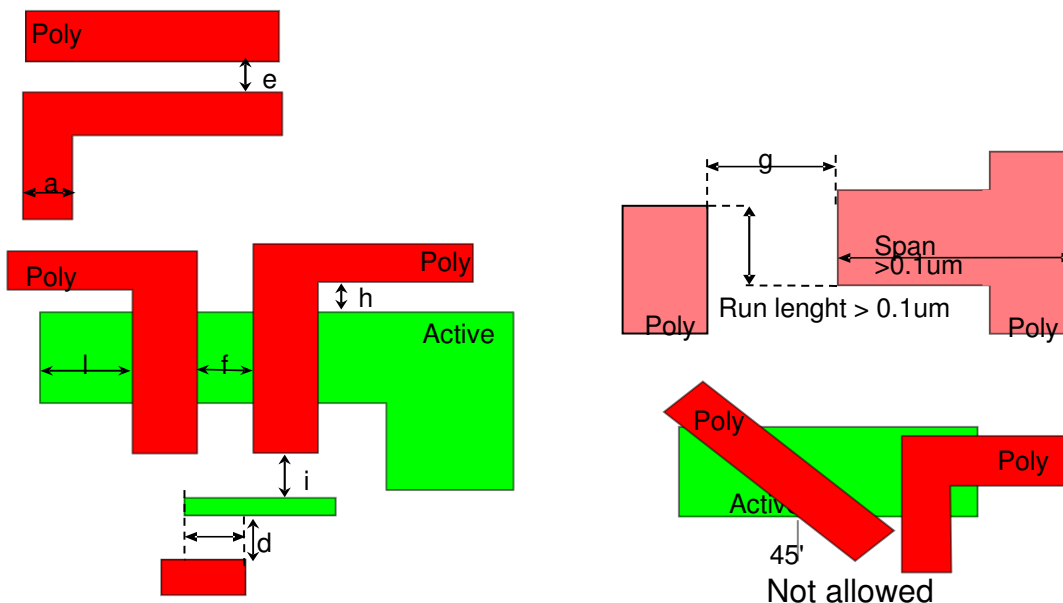 Poly
e
a
g
Span
>0.1um
Run lenght > 0.1um
Poly
Poly
Poly
Poly
h
Active
l
f
i
d
Poly
Poly
Active
45'
Not allowed